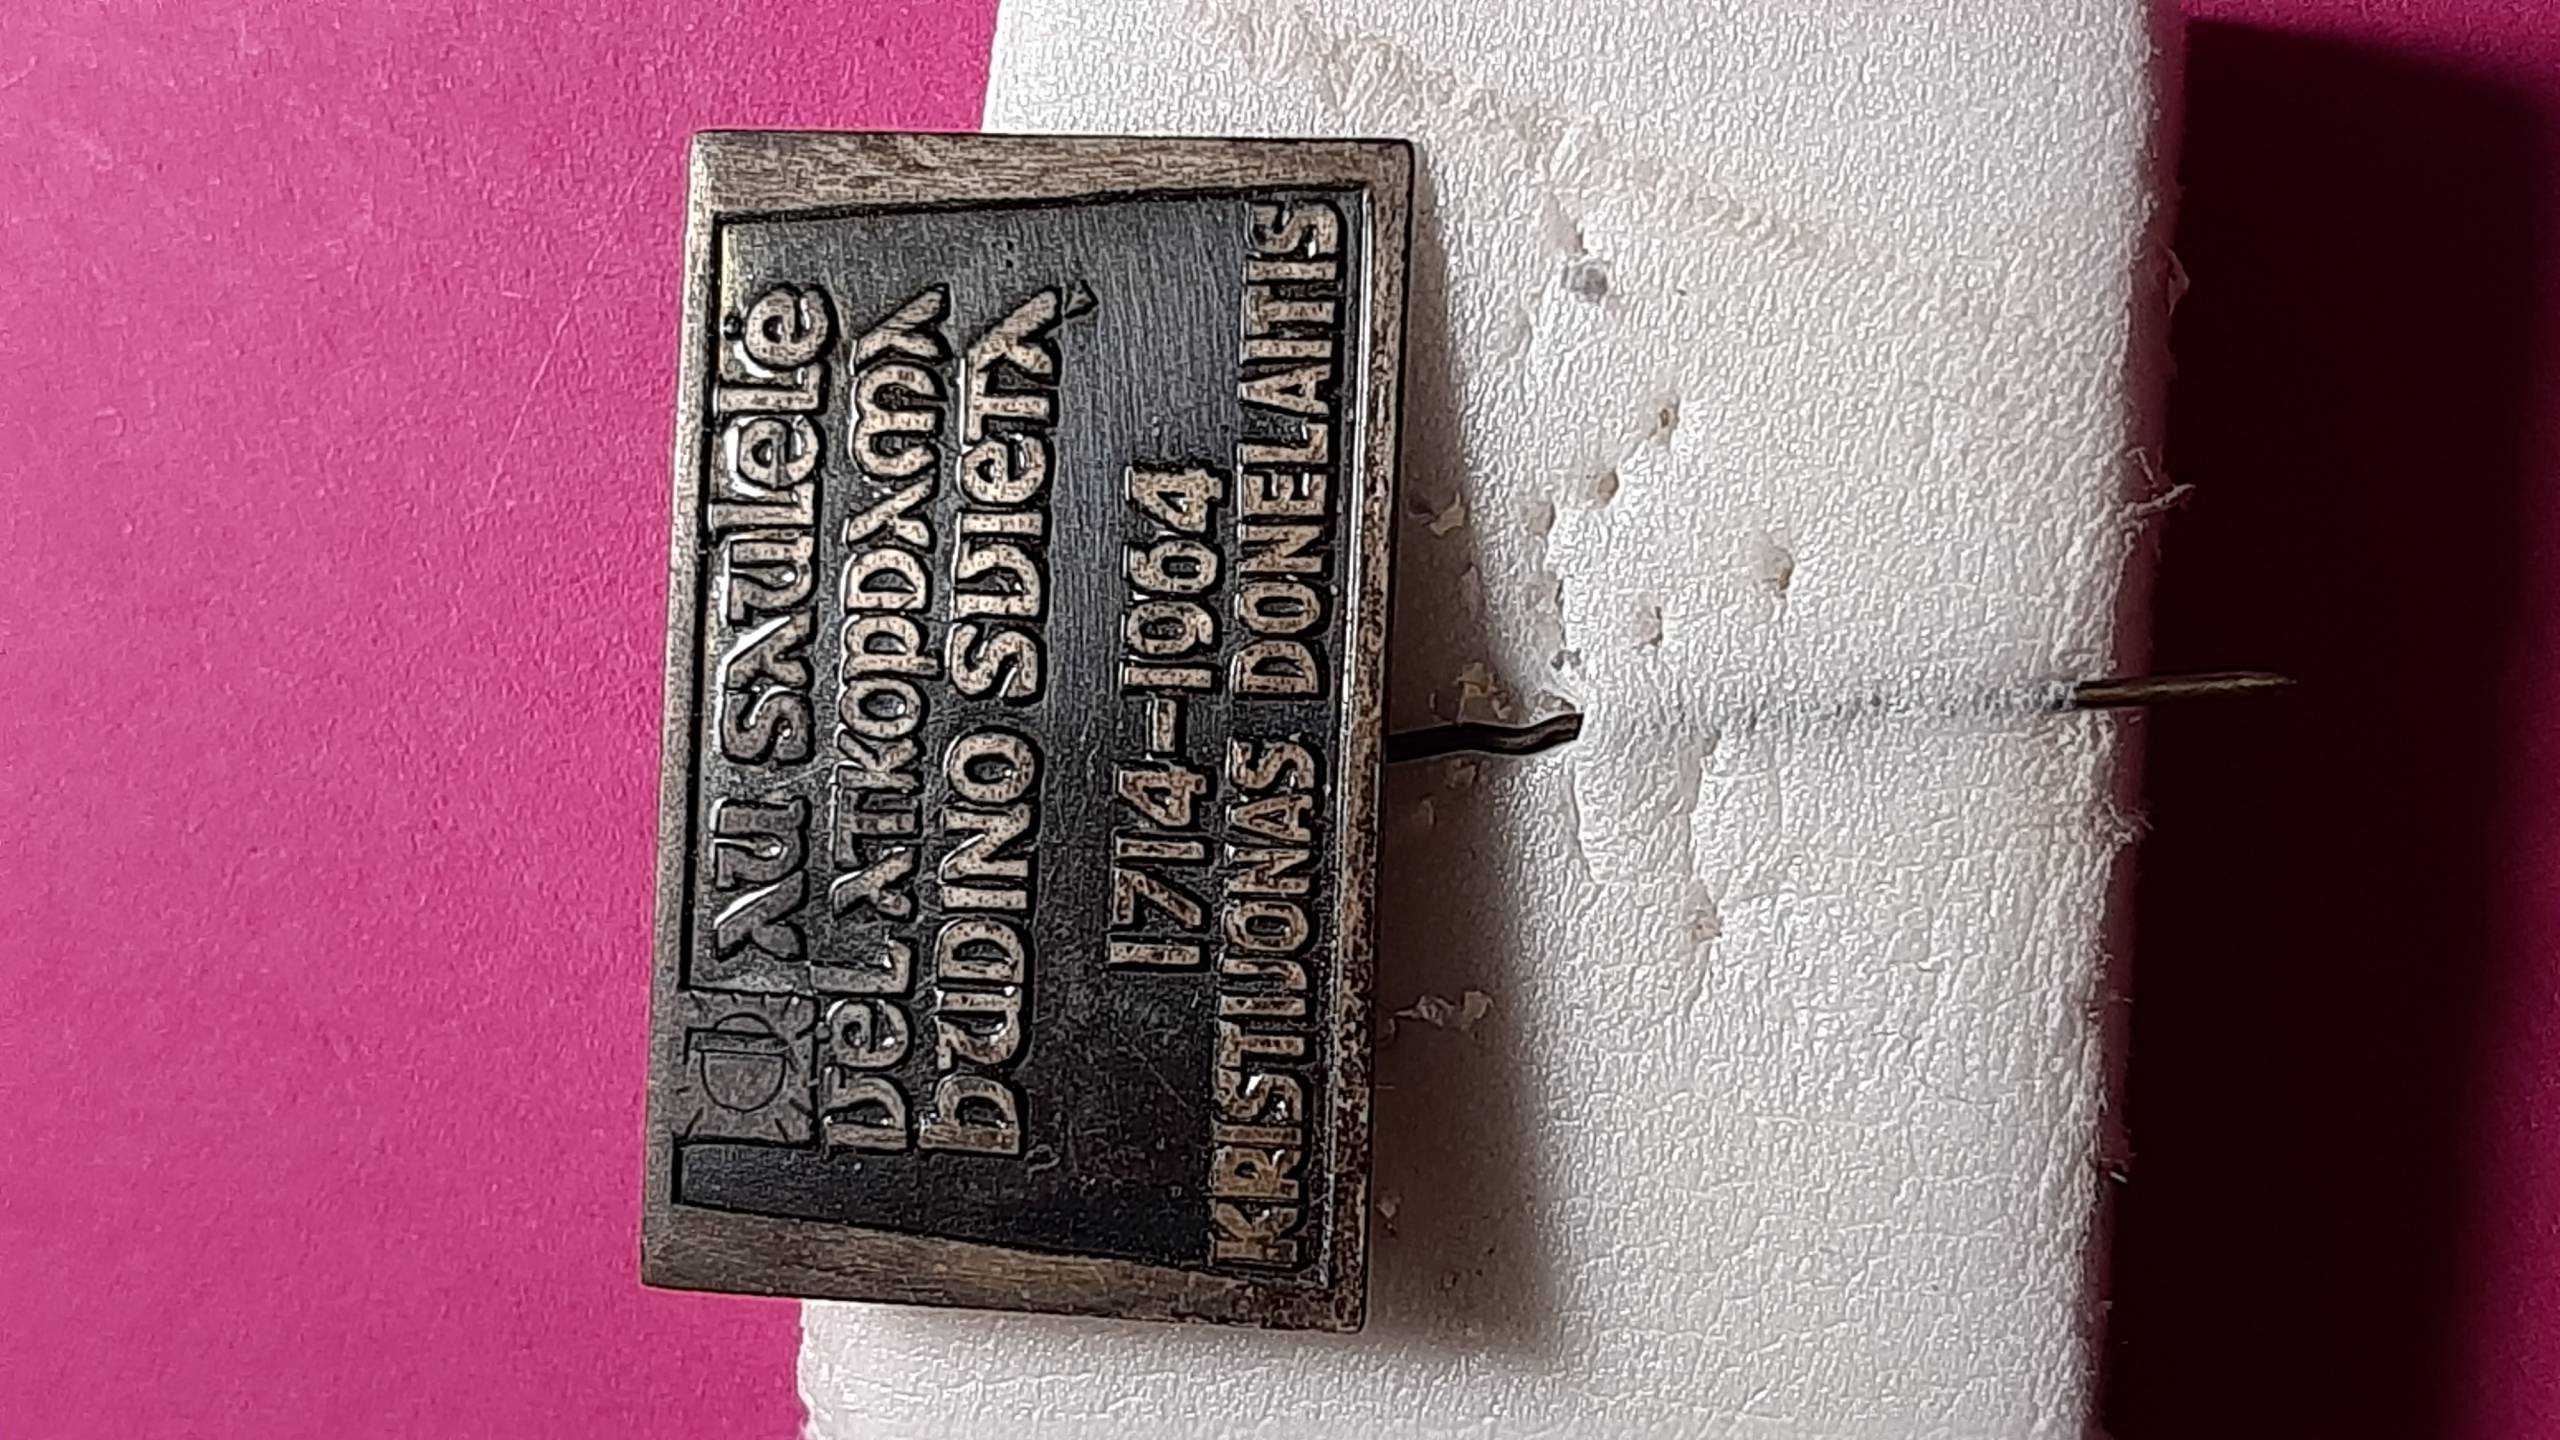 JAU SAULELĖ
VĖL ATKOPDAMA
BUDINO SVIETĄ
1714-1964
KRISTIJONAS DONELAITIS